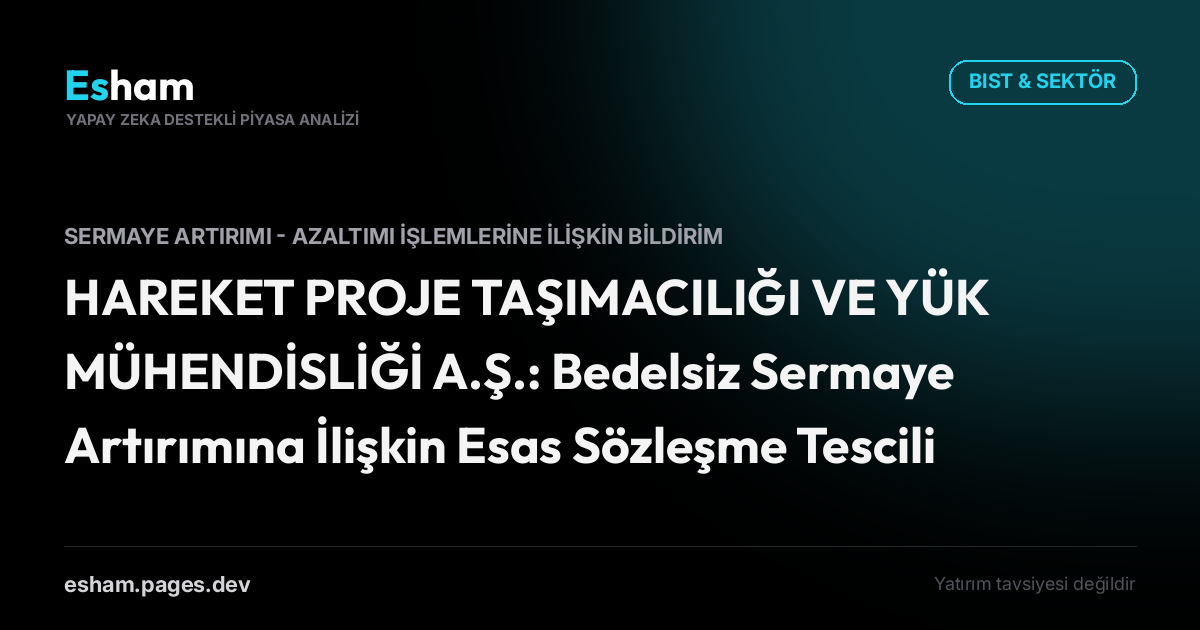 Esham
BIST & SEKTÖR
YAPAY ZEKA DESTEKLİ PİYASA ANALİZİ
SERMAYE ARTIRIMI - AZALTIMI İŞLEMLERİNE İLİŞKİN BİLDİRİM
HAREKET PROJE TAŞIMACILIĞI VE YÜK
MÜHENDİSLİĞİ A.Ş.: Bedelsiz Sermaye
Artırımına İlişkin Esas Sözleşme Tescili
esham.pages.dev
Yatırım tavsiyesi değildir